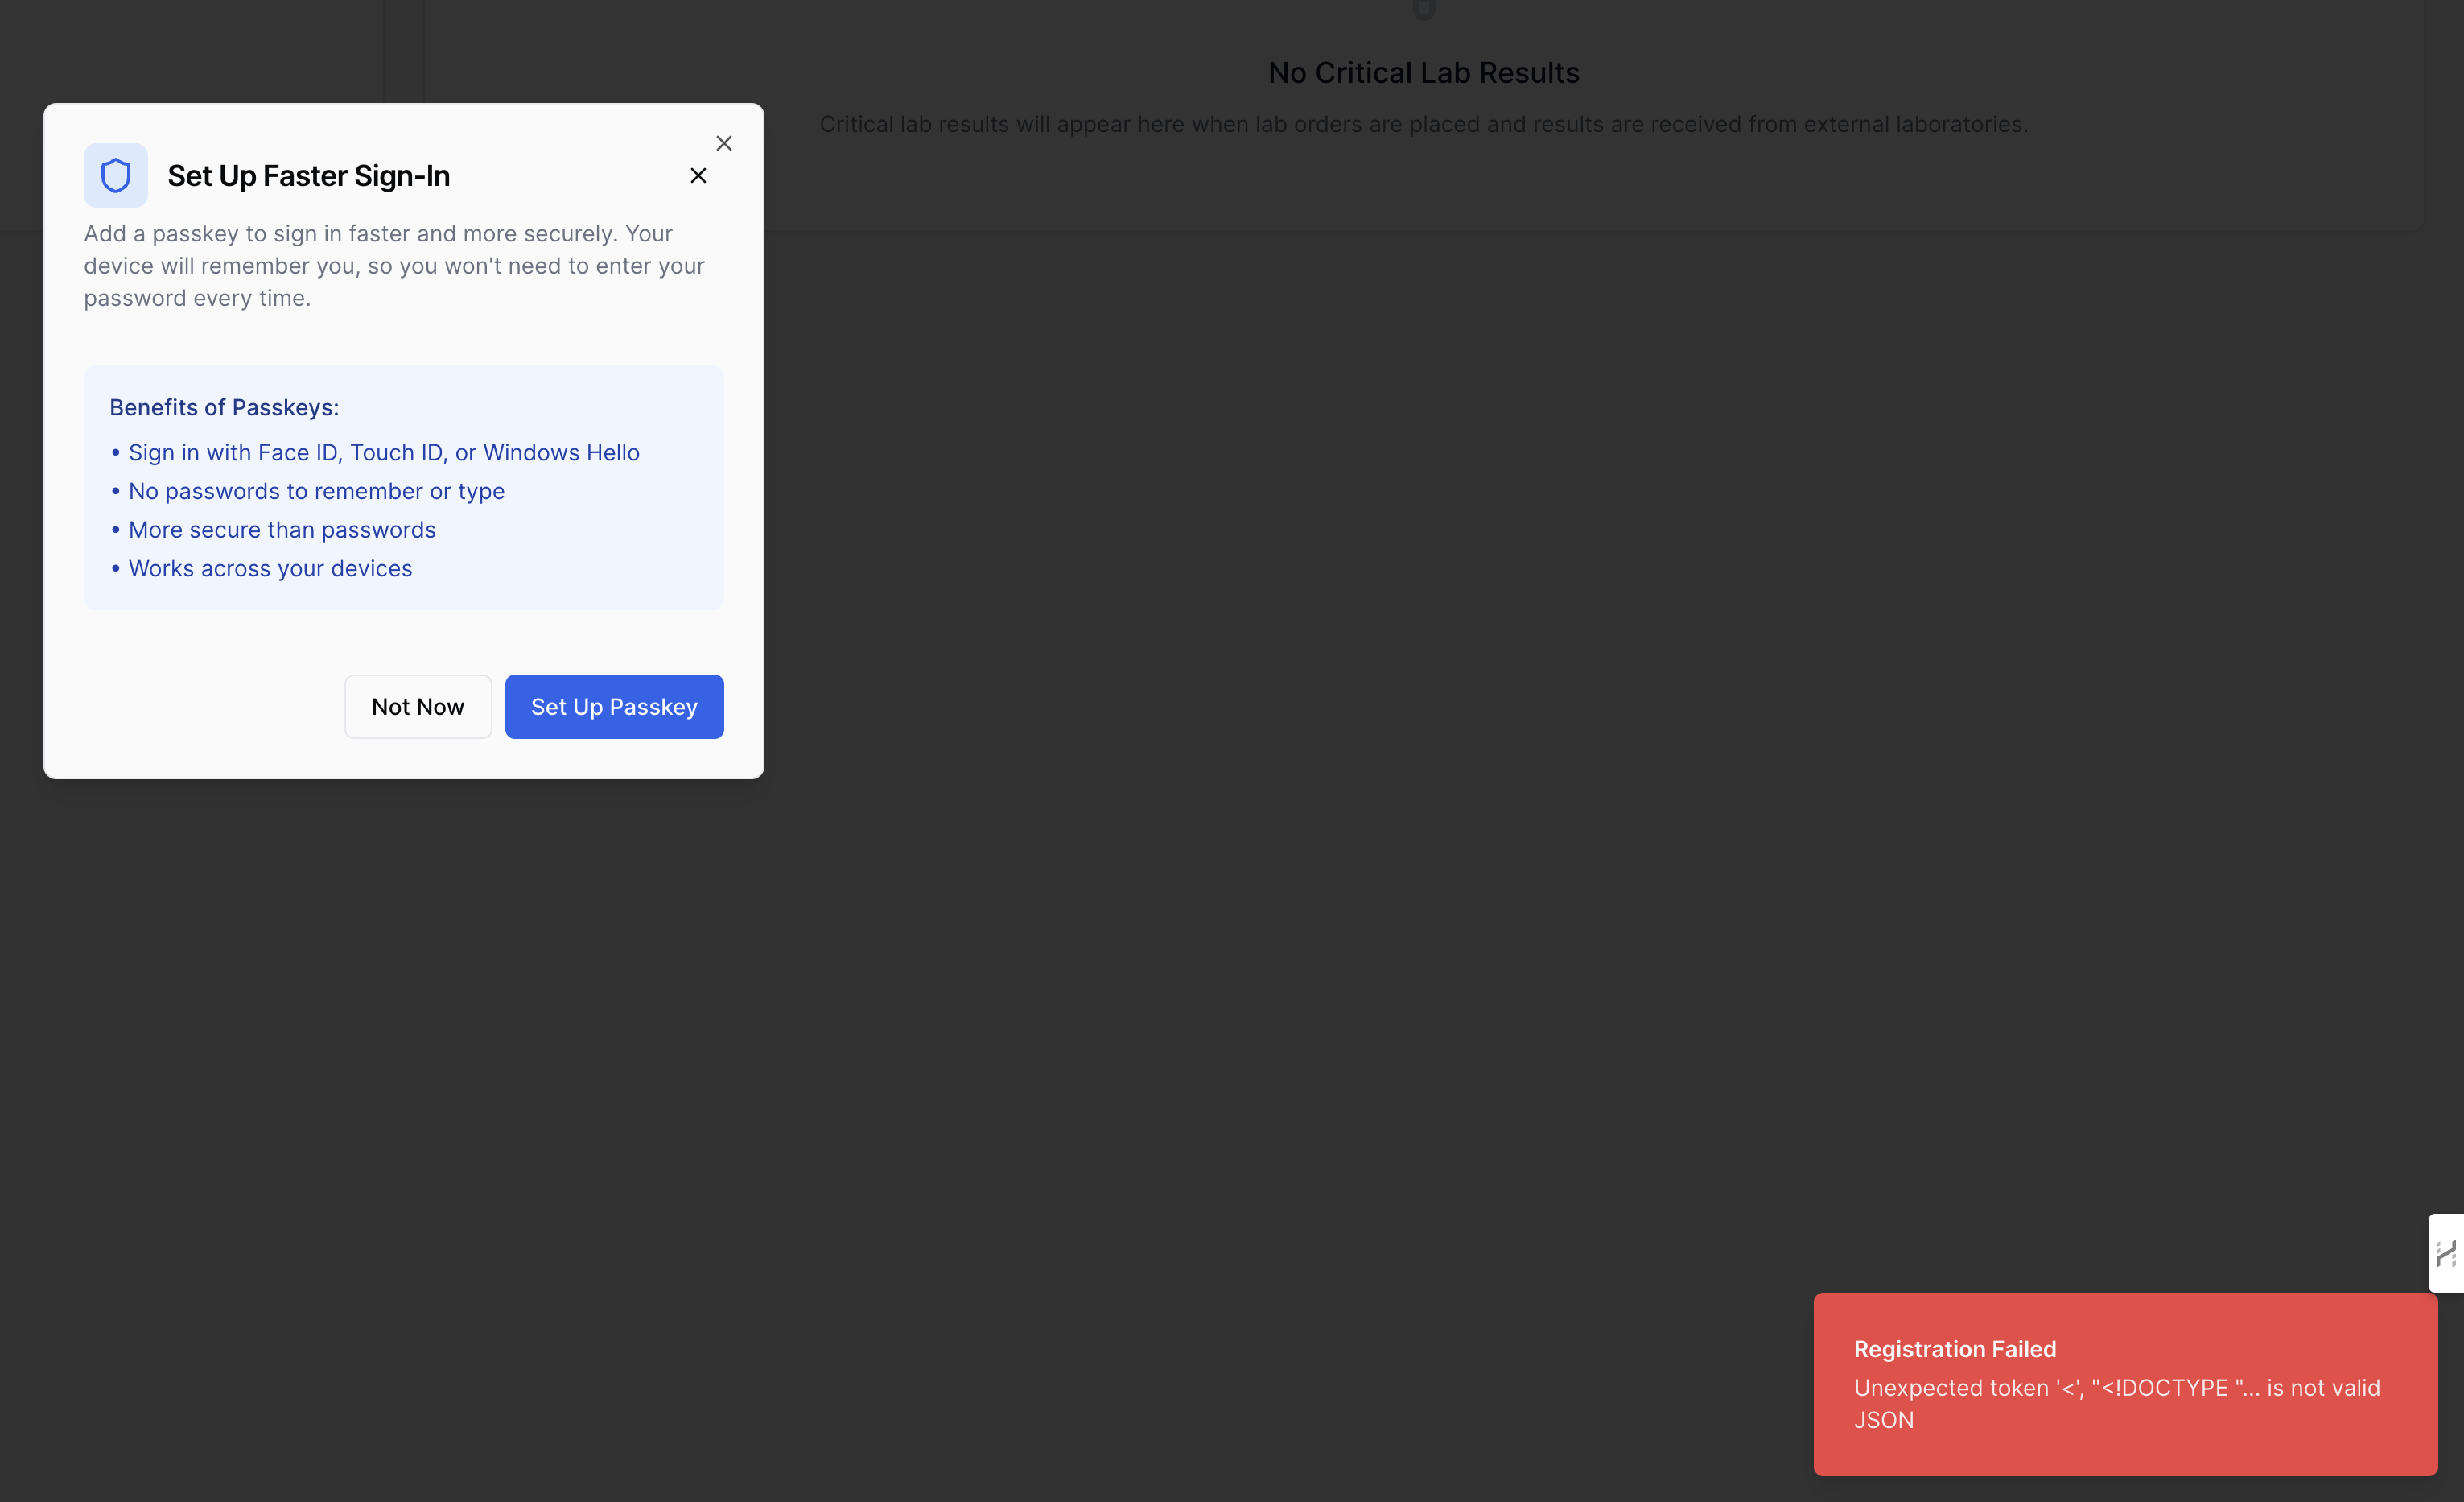 No Critical Lab Results
Critical lab results will appear here when lab orders are placed and results are received from external laboratories.
Set Up Faster Sign-In
Add a passkey to sign in faster and more securely. Your
device will remember you, so you won't need to enter your
password every time.
Benefits of Passkeys:
• Sign in with Face ID, Touch ID, or Windows Hello
• No passwords to remember or type
• More secure than passwords
• Works across your devices
Not Now
Set Up Passkey
Registration Failed
Unexpected token '<', "<!DOCTYPE "... is not valid
JSON